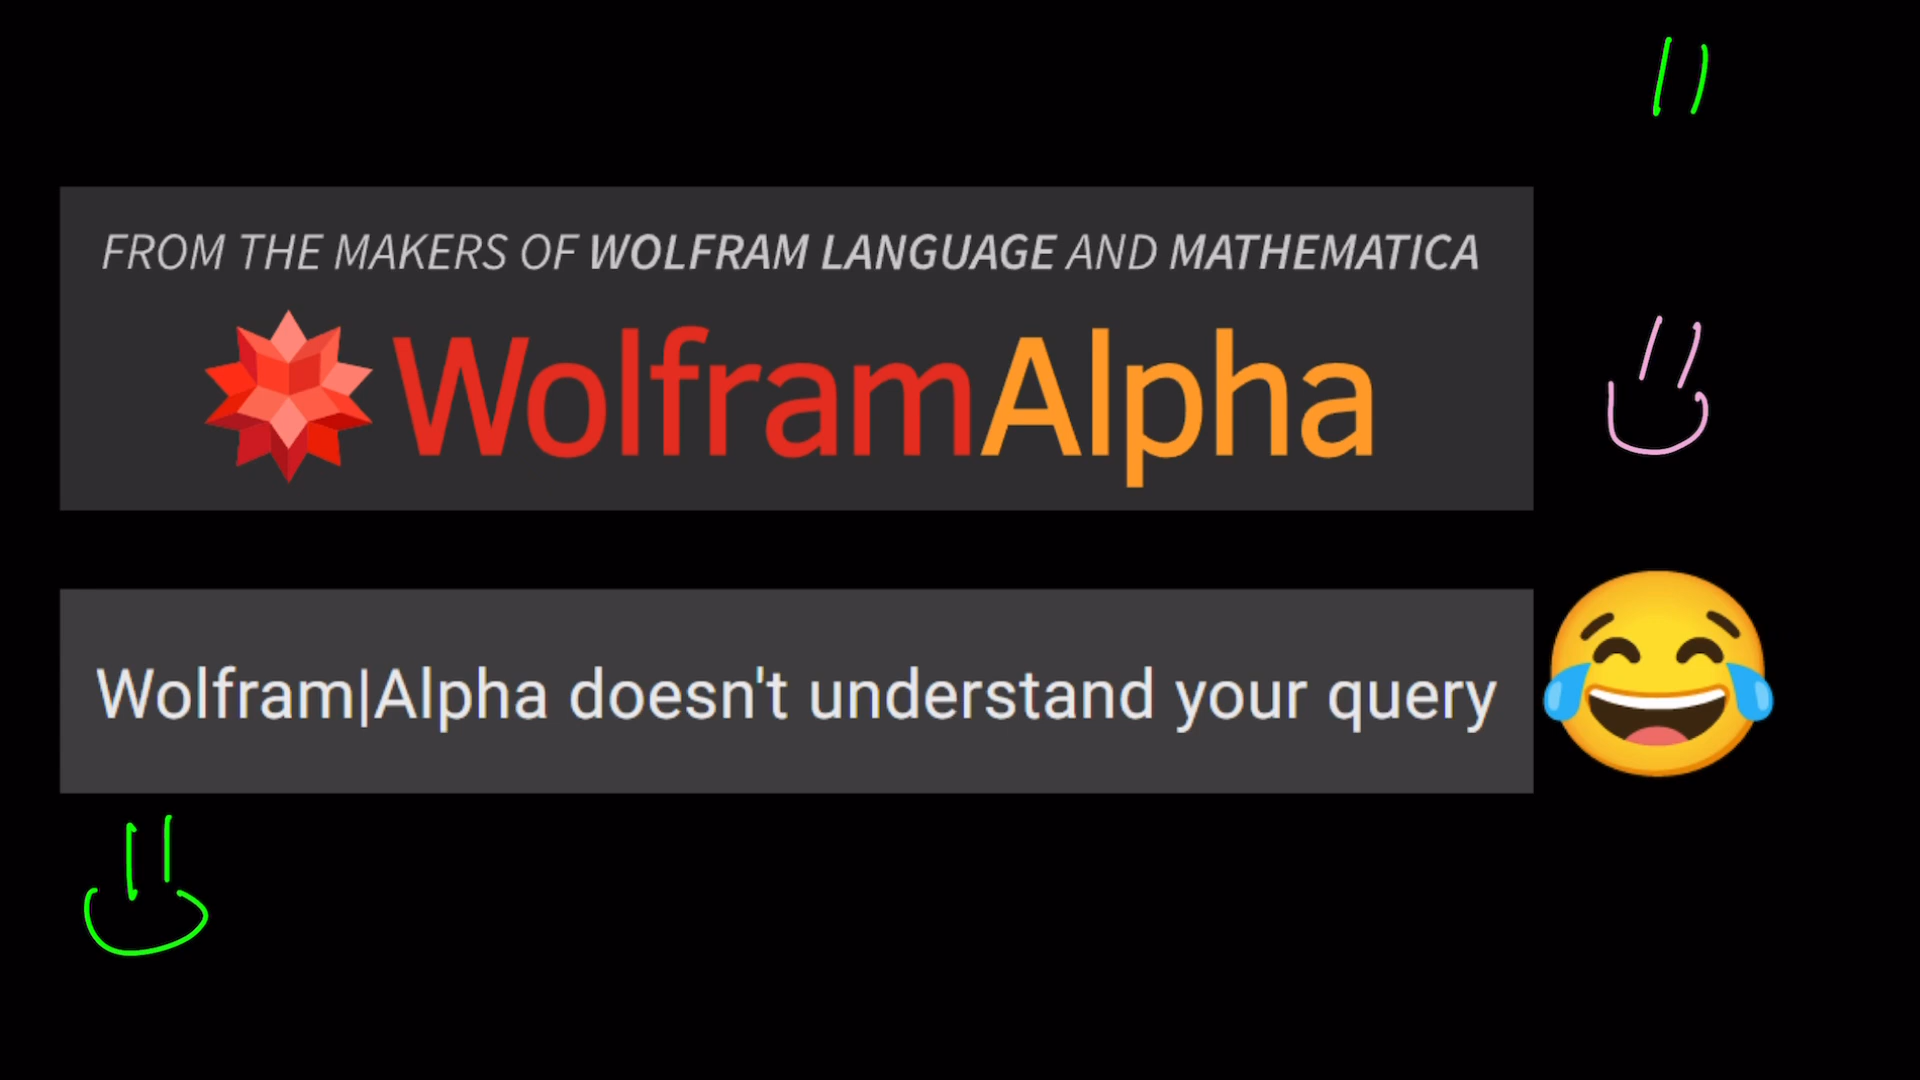 FROM THE MAKERS OF WOLFRAM LANGUAGE AND MATHEMATICA
WolframAlpha
Wolfram|Alpha doesn't understand your query